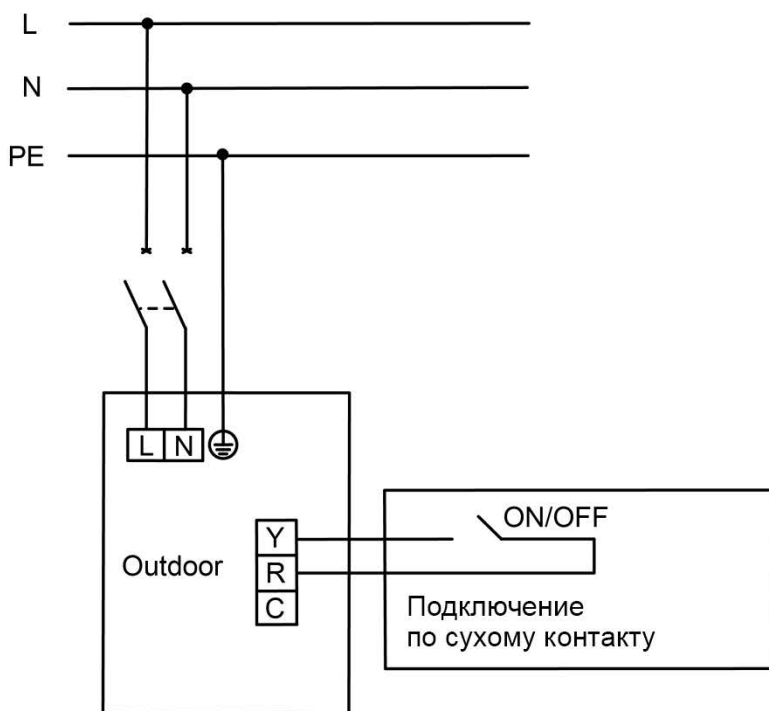 L
N
PE
L N
ON/OFF
Y
Outdoor
R
C
Подключение
по сухому контакту